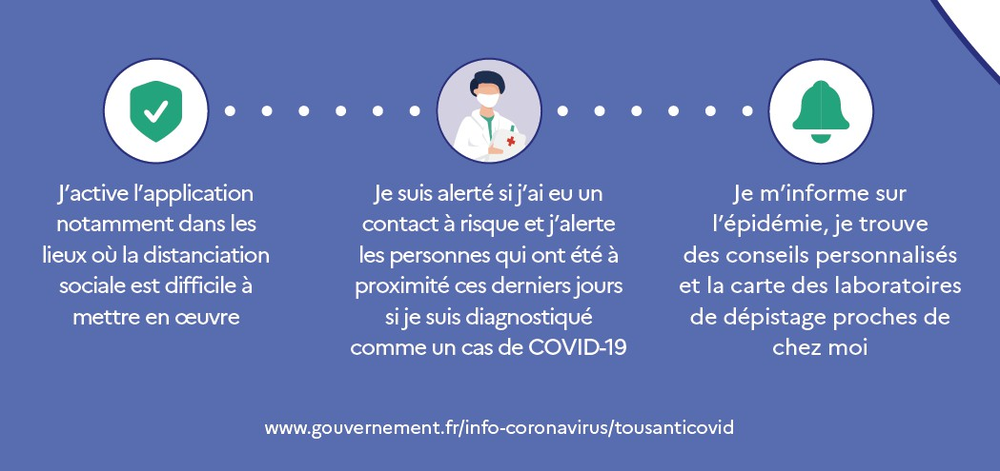 J'active l'application
notamment dans les
lieux où la distanciation
sociale est difficile à
mettre en œuvre
Je suis alerté si j'ai eu un
contact à risque et j'alerte
les personnes qui ont été à
proximité ces derniers jours
si je suis diagnostiqué
comme un cas de COVID-19
Je m'informe sur
l'épidémie, je trouve
des conseils personnalisés
et la carte des laboratoires
de dépistage proches de
chez moi
www.gouvernement.fr/info-coronavirus/tousanticovid